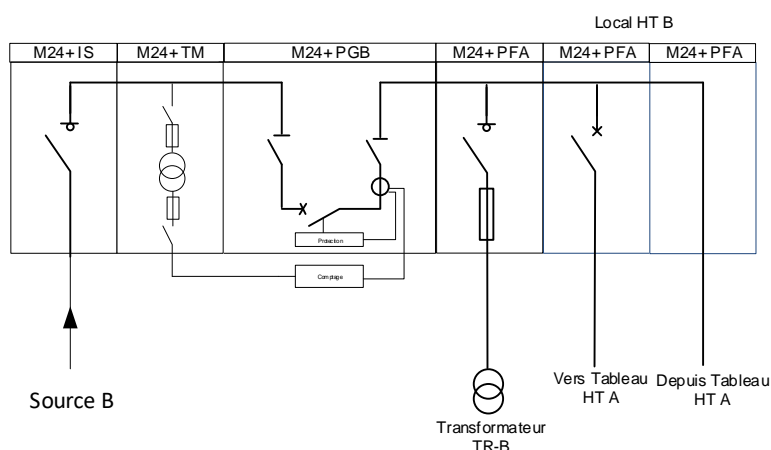 Local HT B
M24+IS
M24+TM
M24+PGB
M24+PFA
M24+PFA
M24+PFA
Protection
Comptage
Source B
Transformateur
TR-B
Vers Tableau
HT A
Depuis Tableau
HT A